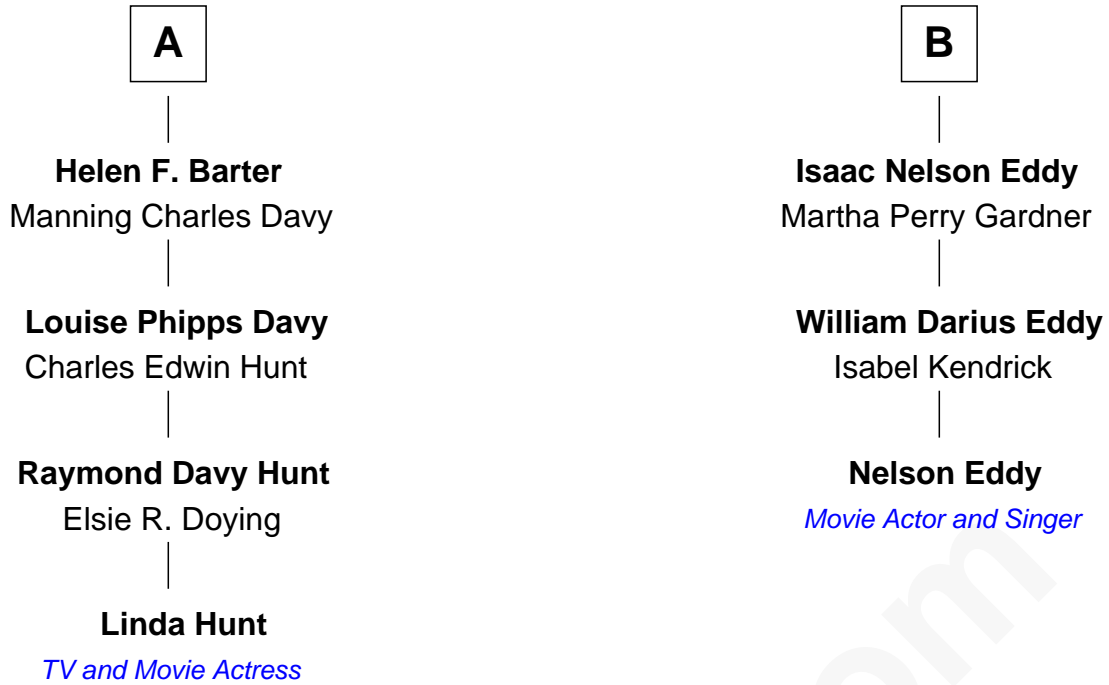 A
Helen F. Barter
Manning Charles Davy
Louise Phipps Davy
Charles Edwin Hunt
Raymond Davy Hunt
Elsie R. Doying
Linda Hunt
TV and Movie Actress
B
Isaac Nelson Eddy
Martha Perry Gardner
William Darius Eddy
Isabel Kendrick
Nelson Eddy
Movie Actor and Singer
om